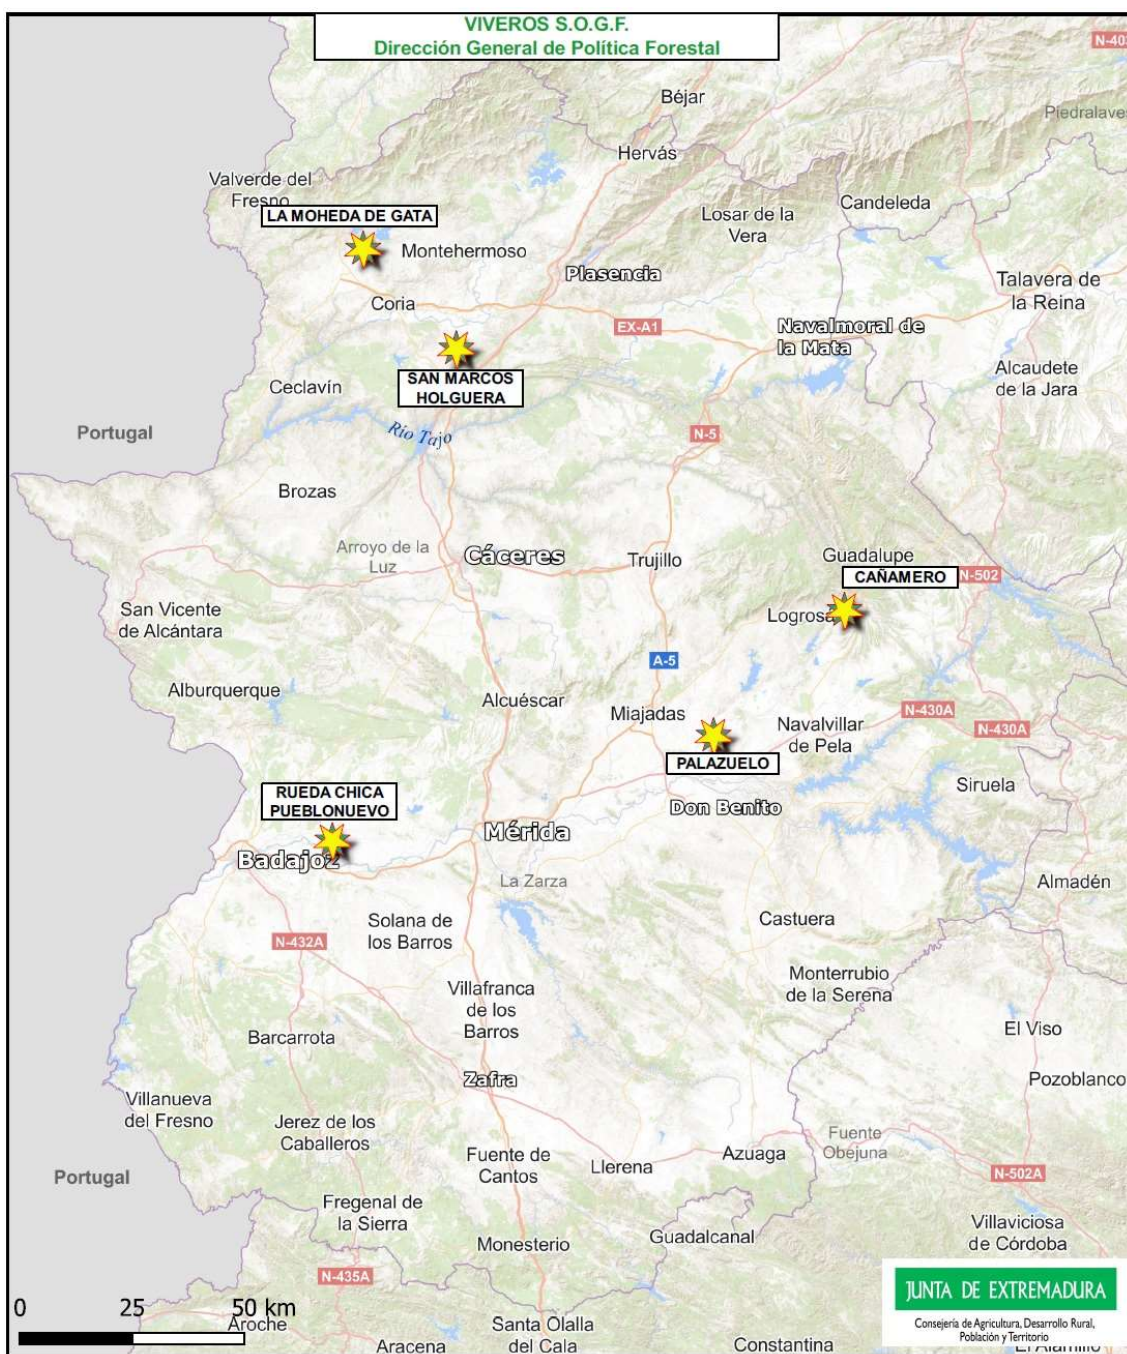 VIVEROS S.O.G.F.
Dirección General de Política Forestal
N-403
Béjar
Piedralaves
Hervás
Valverde del
Fresno
Candeleda
LA MOHEDA DE GATA
Losar de la
Vera
Montehermoso
Plasencia
Talavera de
la Reina
Coria
EX-A1
Navalmoral de
la Mata
SAN MARCOS
HOLGUERA
Ceclavín
Alcaudete
de la Jara
Portugal
Río Tajo
N-5
Brozas
Arroyo de la
Luz
Cáceres
Trujillo
Guadalupe
CAÑAMERO
N-502
San Vicente
de Alcántara
Logrosa
A-5
Alburquerque
Alcuéscar
Miajadas
Navalvillar
de Pela
N-430A
N-430A
PALAZUELO
Siruela
RUEDA CHICA
PUEBLONUEVO
Don Benito
Mérida
Badajoz
La Zarza
Almadén
Solana de
los Barros
Castuera
N-432A
Monterrubio
de la Serena
Villafranca
de los
Barros
El Viso
Barcarrota
Zafra
Pozoblanco
Villanueva
del Fresno
Jerez de los
Caballeros
Fuente
Obejuna
Fuente de
Cantos
Llerena
Azuaga
Portugal
N-502A
Fregenal de
la Sierra
Villaviciosa
de Córdoba
Guadalcanal
Monesterio
N-435A
JUNTA DE EXTREMADURA
Consejería de Agricultura, Desarrollo Rural,
Población y Territorio
0 25 50 km
Aroche
Santa Olalla
del Cala
Aracena
Constantina
El Alamillo